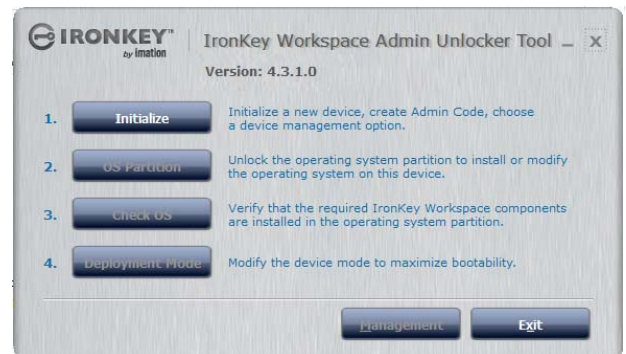 IRONKEY™
by imation
IronKey Workspace Admin Unlocker Tool
Version: 4.3.1.0
1. Initialize
Initialize a new device, create Admin Code, choose
a device management option.
2. OS Partition
Unlock the operating system partition to install or modify
the operating system on this device.
3. Check OS
Verify that the required IronKey Workspace components
are installed in the operating system partition.
4. Deployment Mode
Modify the device mode to maximize bootability.
Management
Exit